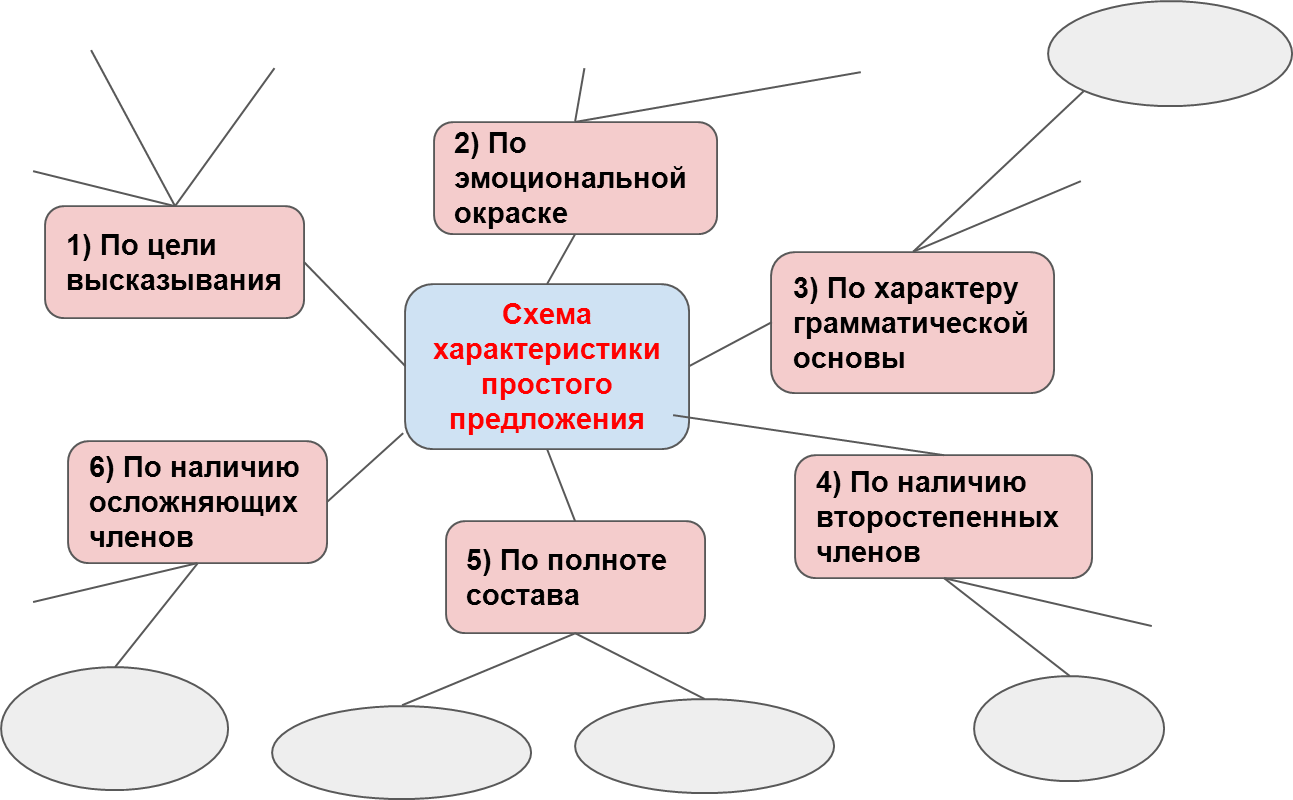 1) По цели
высказывания
2) По
эмоциональной
окраске
3) По характеру
грамматической
основы
Схема
характеристики
простого
предложения
6) По наличию
осложняющих
членов
5) По полноте
состава
4) По наличию
второстепенных
членов